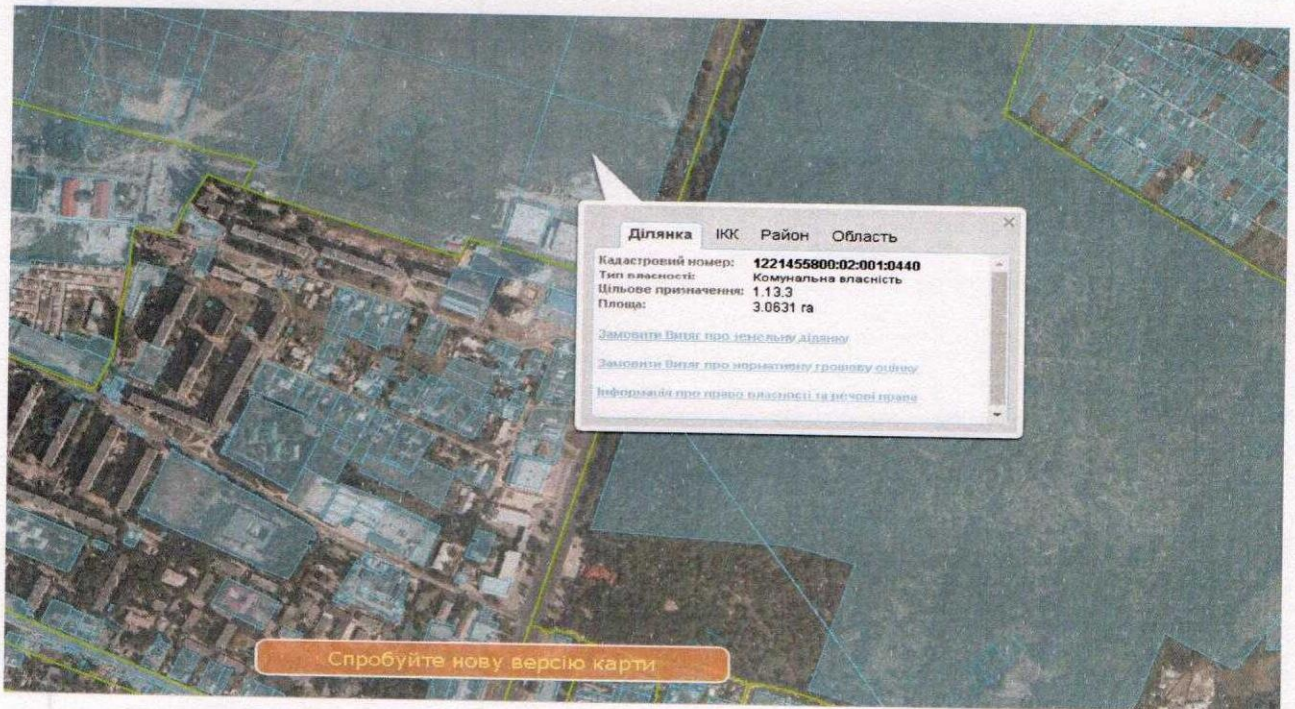 Ділянка ІКК Район Область ×
Кадастровий номер: 1221455800:02:001:0440
Тип власності: Комунальна власність
Цільове призначення: 1.13.3
Площа: 3.0631 га
Замовити Витяг про земельну ділянку
Замовити Витяг про нормативну грошову оцінку
Інформація про право власності та речові права
Спробуйте нову версію карти